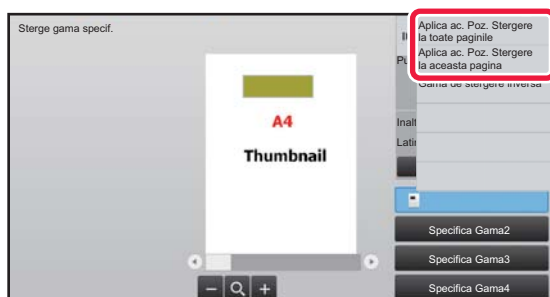 Sterge gama specif.
Aplica ac. Poz. Stergere
la toate paginile
Aplica ac. Poz. Stergere
la aceasta pagina
Gama de stergere inversa
A4
Thumbnail
Specifica Gama2
Specifica Gama3
Specifica Gama4